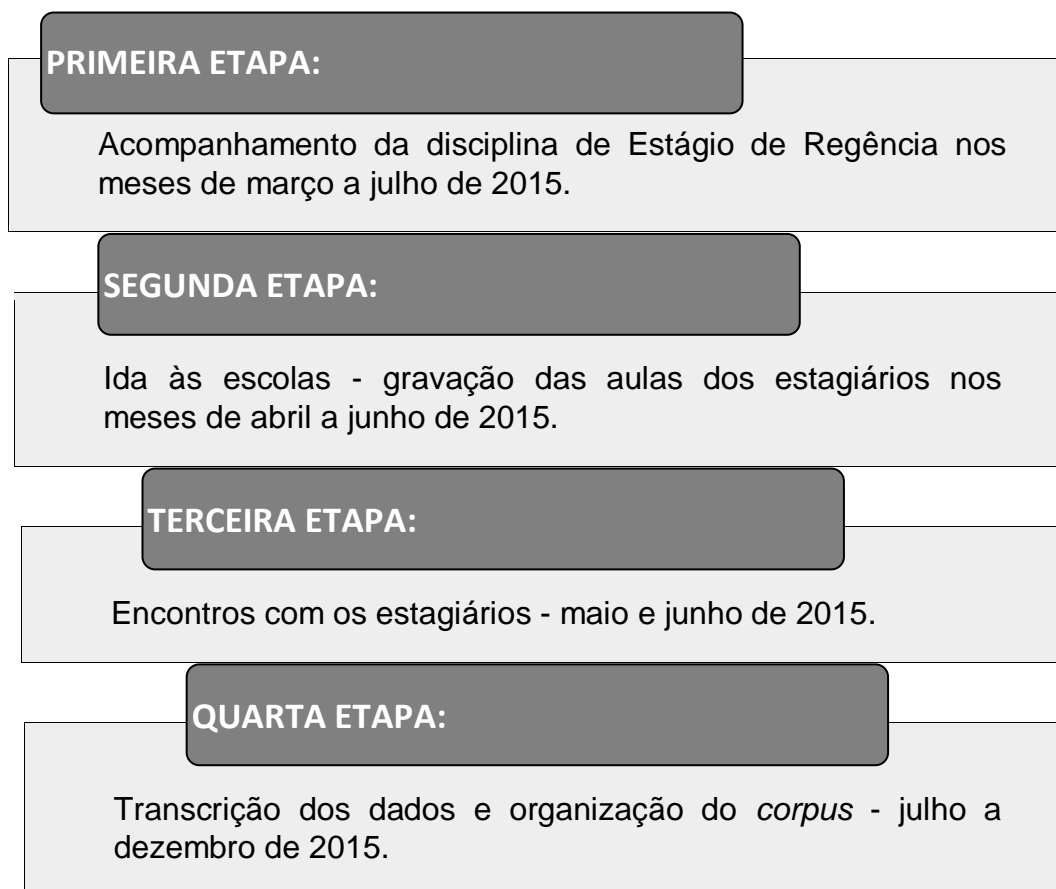 PRIMEIRA ETAPA:
Acompanhamento da disciplina de Estágio de Regência nos
meses de março a julho de 2015.
SEGUNDA ETAPA:
Ida às escolas - gravação das aulas dos estagiários nos
meses de abril a junho de 2015.
TERCEIRA ETAPA:
Encontros com os estagiários - maio e junho de 2015.
QUARTA ETAPA:
Transcrição dos dados e organização do corpus - julho a
dezembro de 2015.